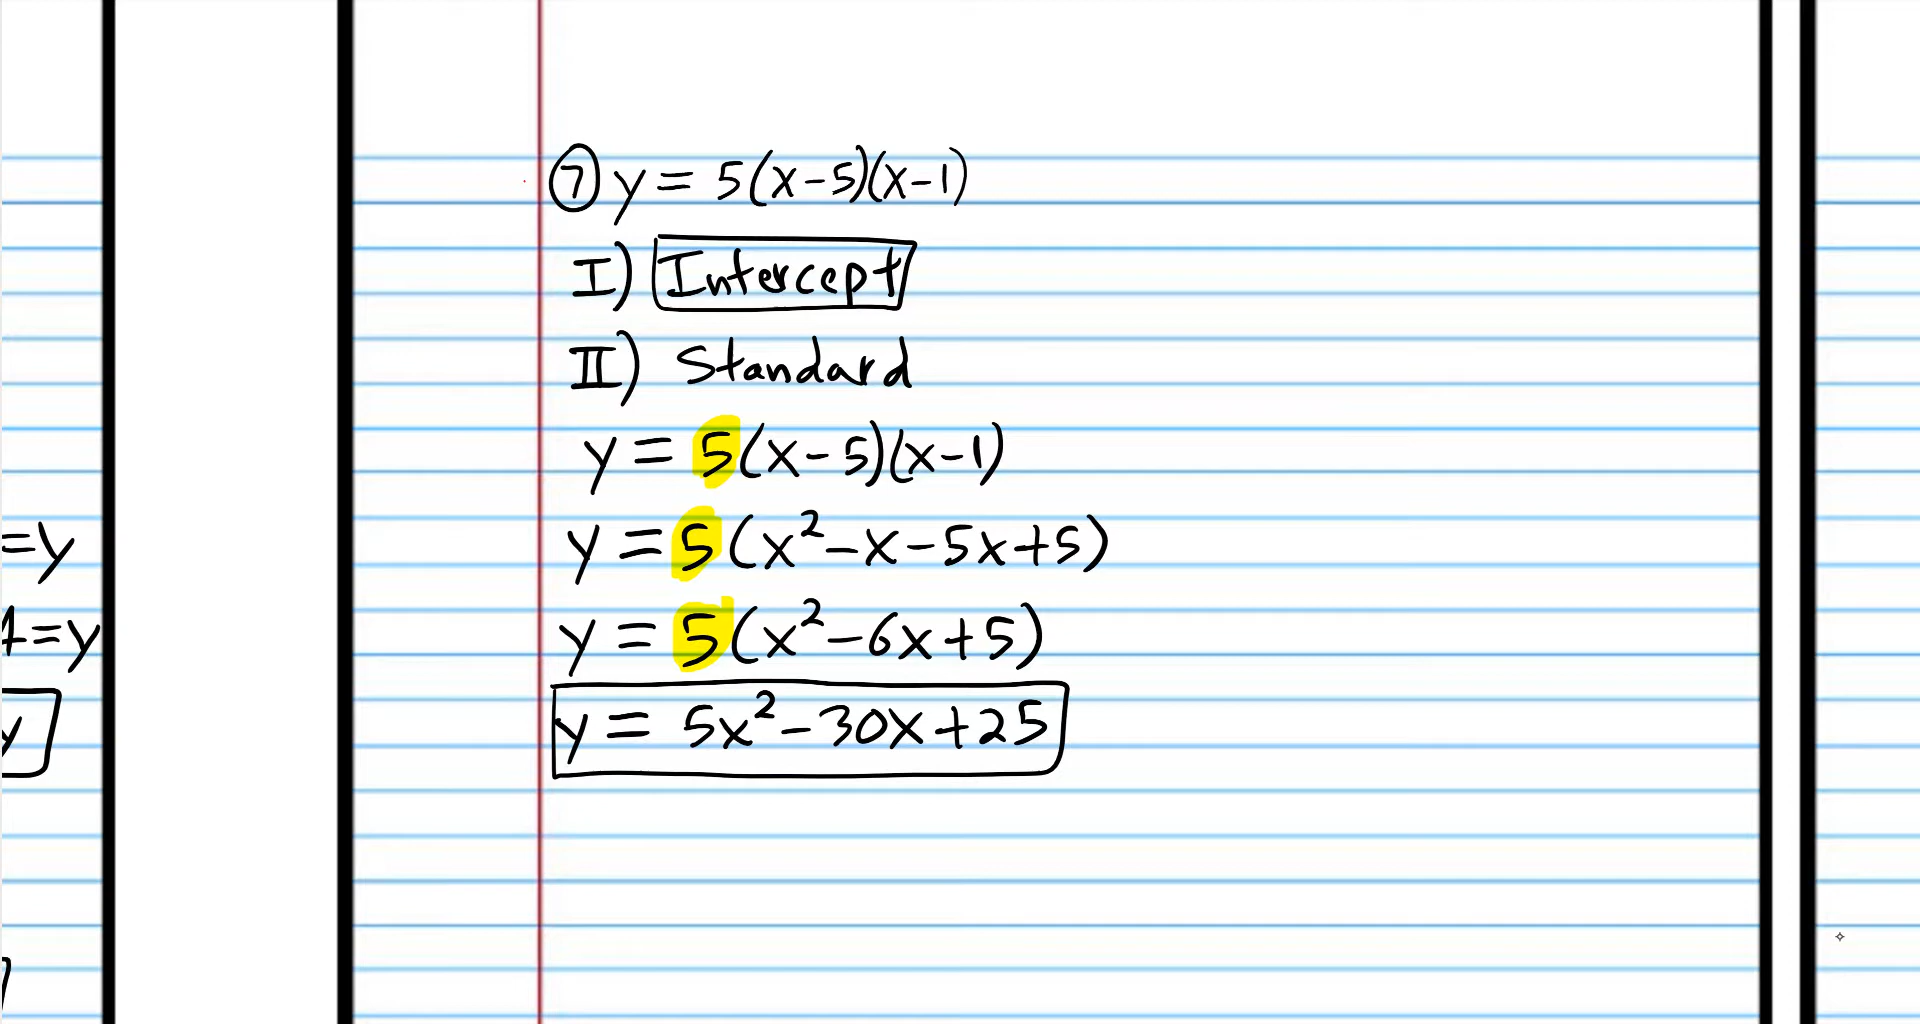 =y
4=y
y
⑦ y = 5(x-5)(x-1)
I) Intercept
II) Standard
y = 5(x-5)(x-1)
y = 5(x²-x-5x+5)
y = 5(x²-6x+5)
y = 5x²-30x+25